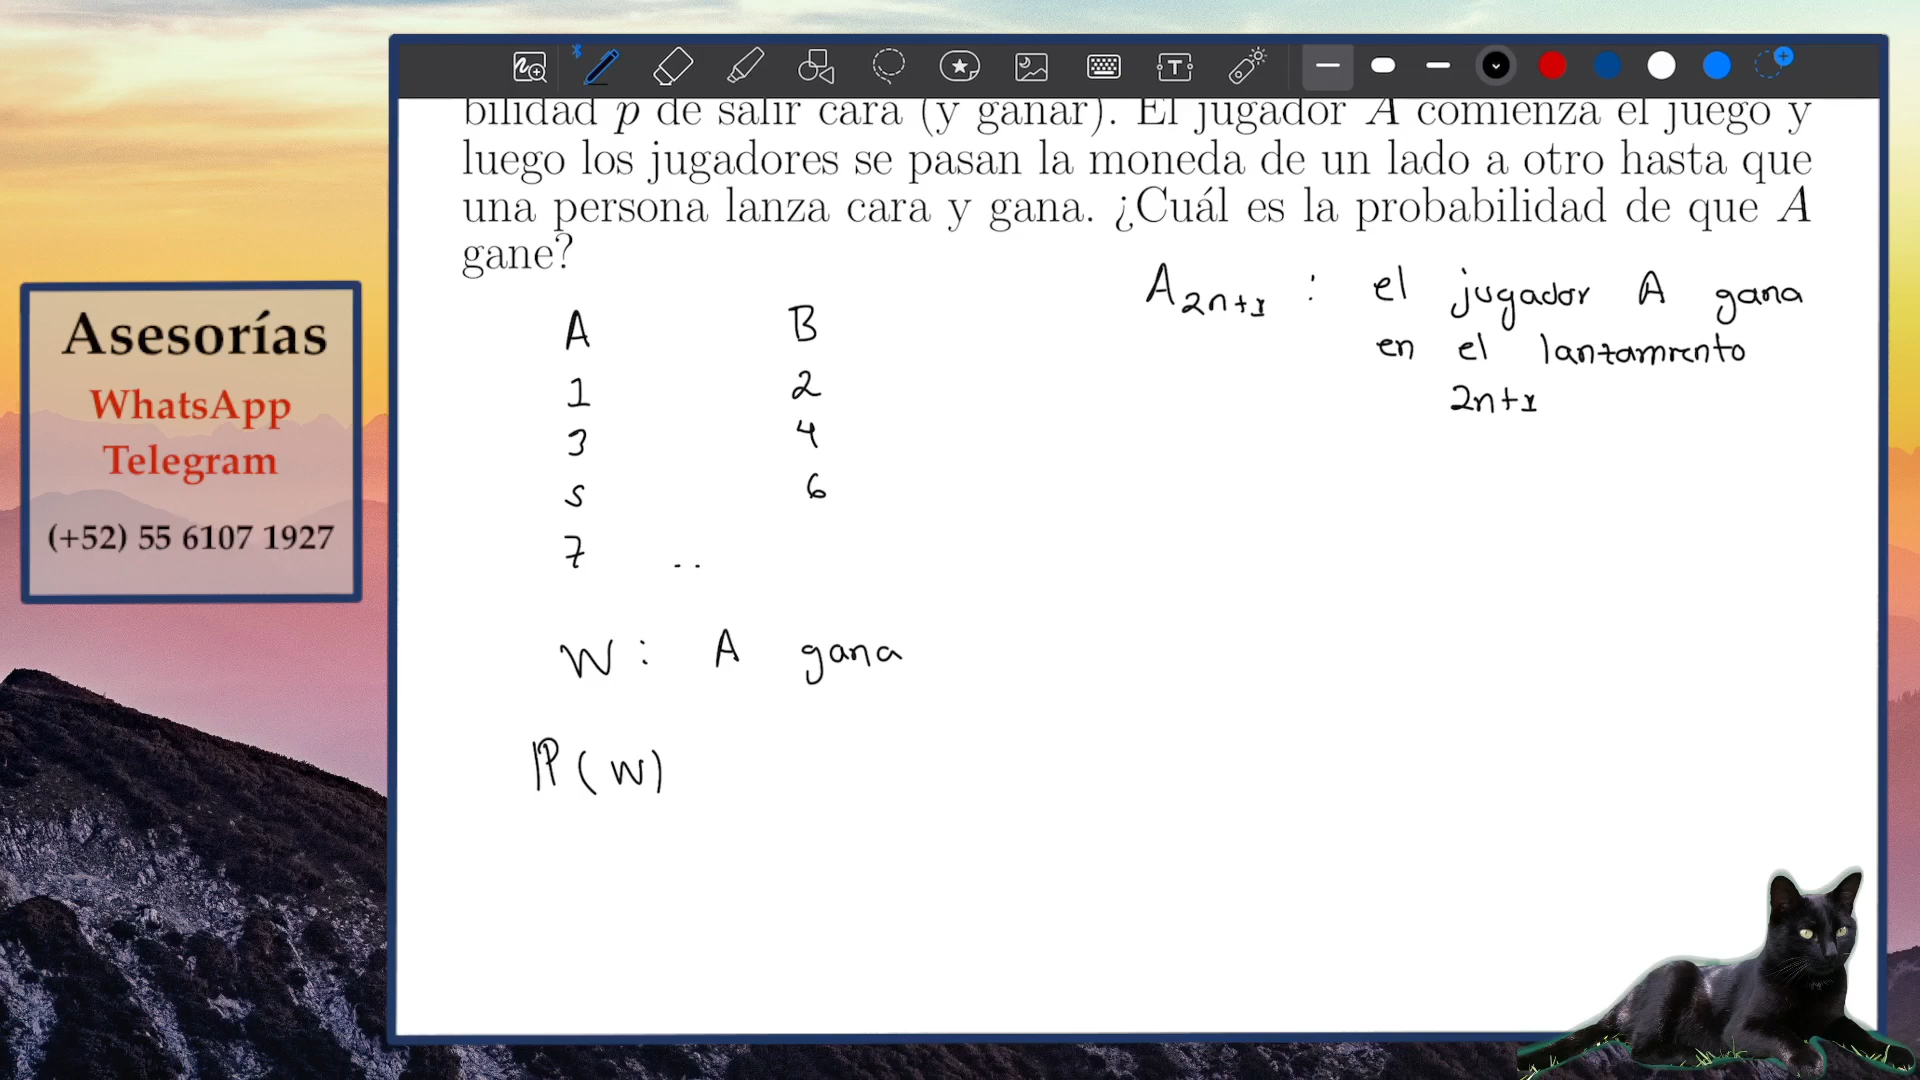 bilidad p de salir cara (y ganar). El jugador A comienza el juego y
luego los jugadores se pasan la moneda de un lado a otro hasta que
una persona lanza cara y gana. ¿Cuál es la probabilidad de que A
gane?
A_{2n+1} : el jugador A gana
en el lanzamiento
2n+1
A B
1 2
3 4
5 6
7 ..
W : A gana
ℙ(W)
Asesorías
WhatsApp
Telegram
(+52) 55 6107 1927